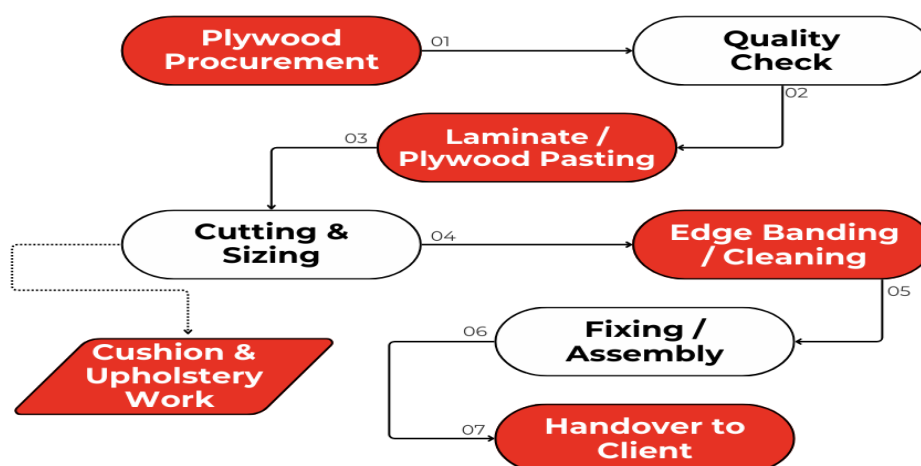 Plywood
Procurement
01
Quality
Check
02
Laminate /
Plywood Pasting
03
Cutting &
Sizing
04
Edge Banding
/ Cleaning
05
Fixing /
Assembly
06
Cushion &
Upholstery
Work
07
Handover to
Client